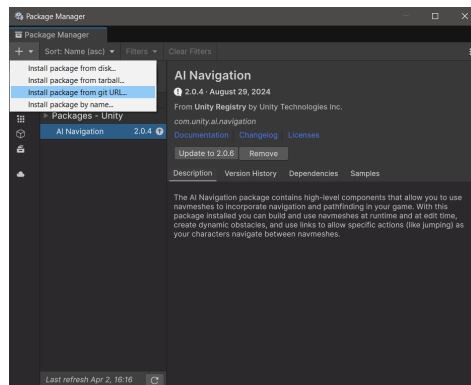 Package Manager
Package Manager
Sort: Name (asc) Filters Clear Filters
Install package from disk...
Install package from tarball...
Install package from git URL...
Install package by name...
Packages - Unity
AI Navigation 2.0.4
AI Navigation
2.0.4 · August 29, 2024
From Unity Registry by Unity Technologies Inc.
com.unity.ai.navigation
Documentation Changelog Licenses
Update to 2.0.6 Remove
Description Version History Dependencies Samples
The AI Navigation package contains high-level components that allow you to use
navmeshes to incorporate navigation and pathfinding in your game. With this
package installed you can build and use navmeshes at runtime and at edit time,
create dynamic obstacles, and use links to allow specific actions (like jumping) as
your characters navigate between navmeshes.
Last refresh Apr 2, 16:16